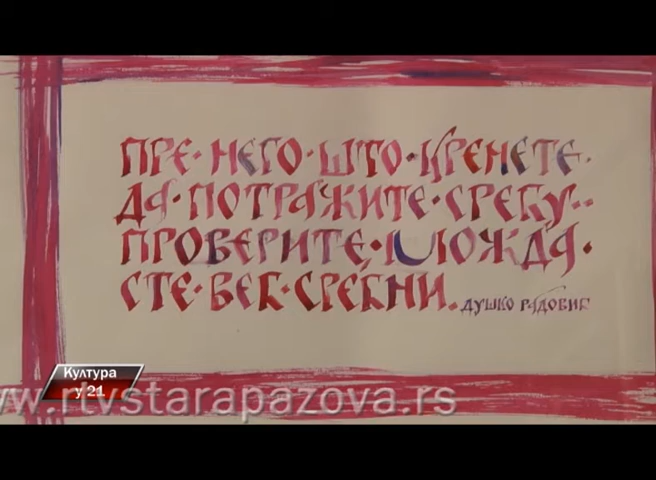 ПРЕ·НЕГО·ШТО·КРЕНЕТЕ·
ДА·ПОТРАЖИТЕ·СРЕЋУ··
ПРОВЕРИТЕ,·МОЖДА·
СТЕ·ВЕЋ·СРЕЋНИ.
ДУШКО РАДОВИЋ
Култура
у 21
www.rtvstarapazova.rs